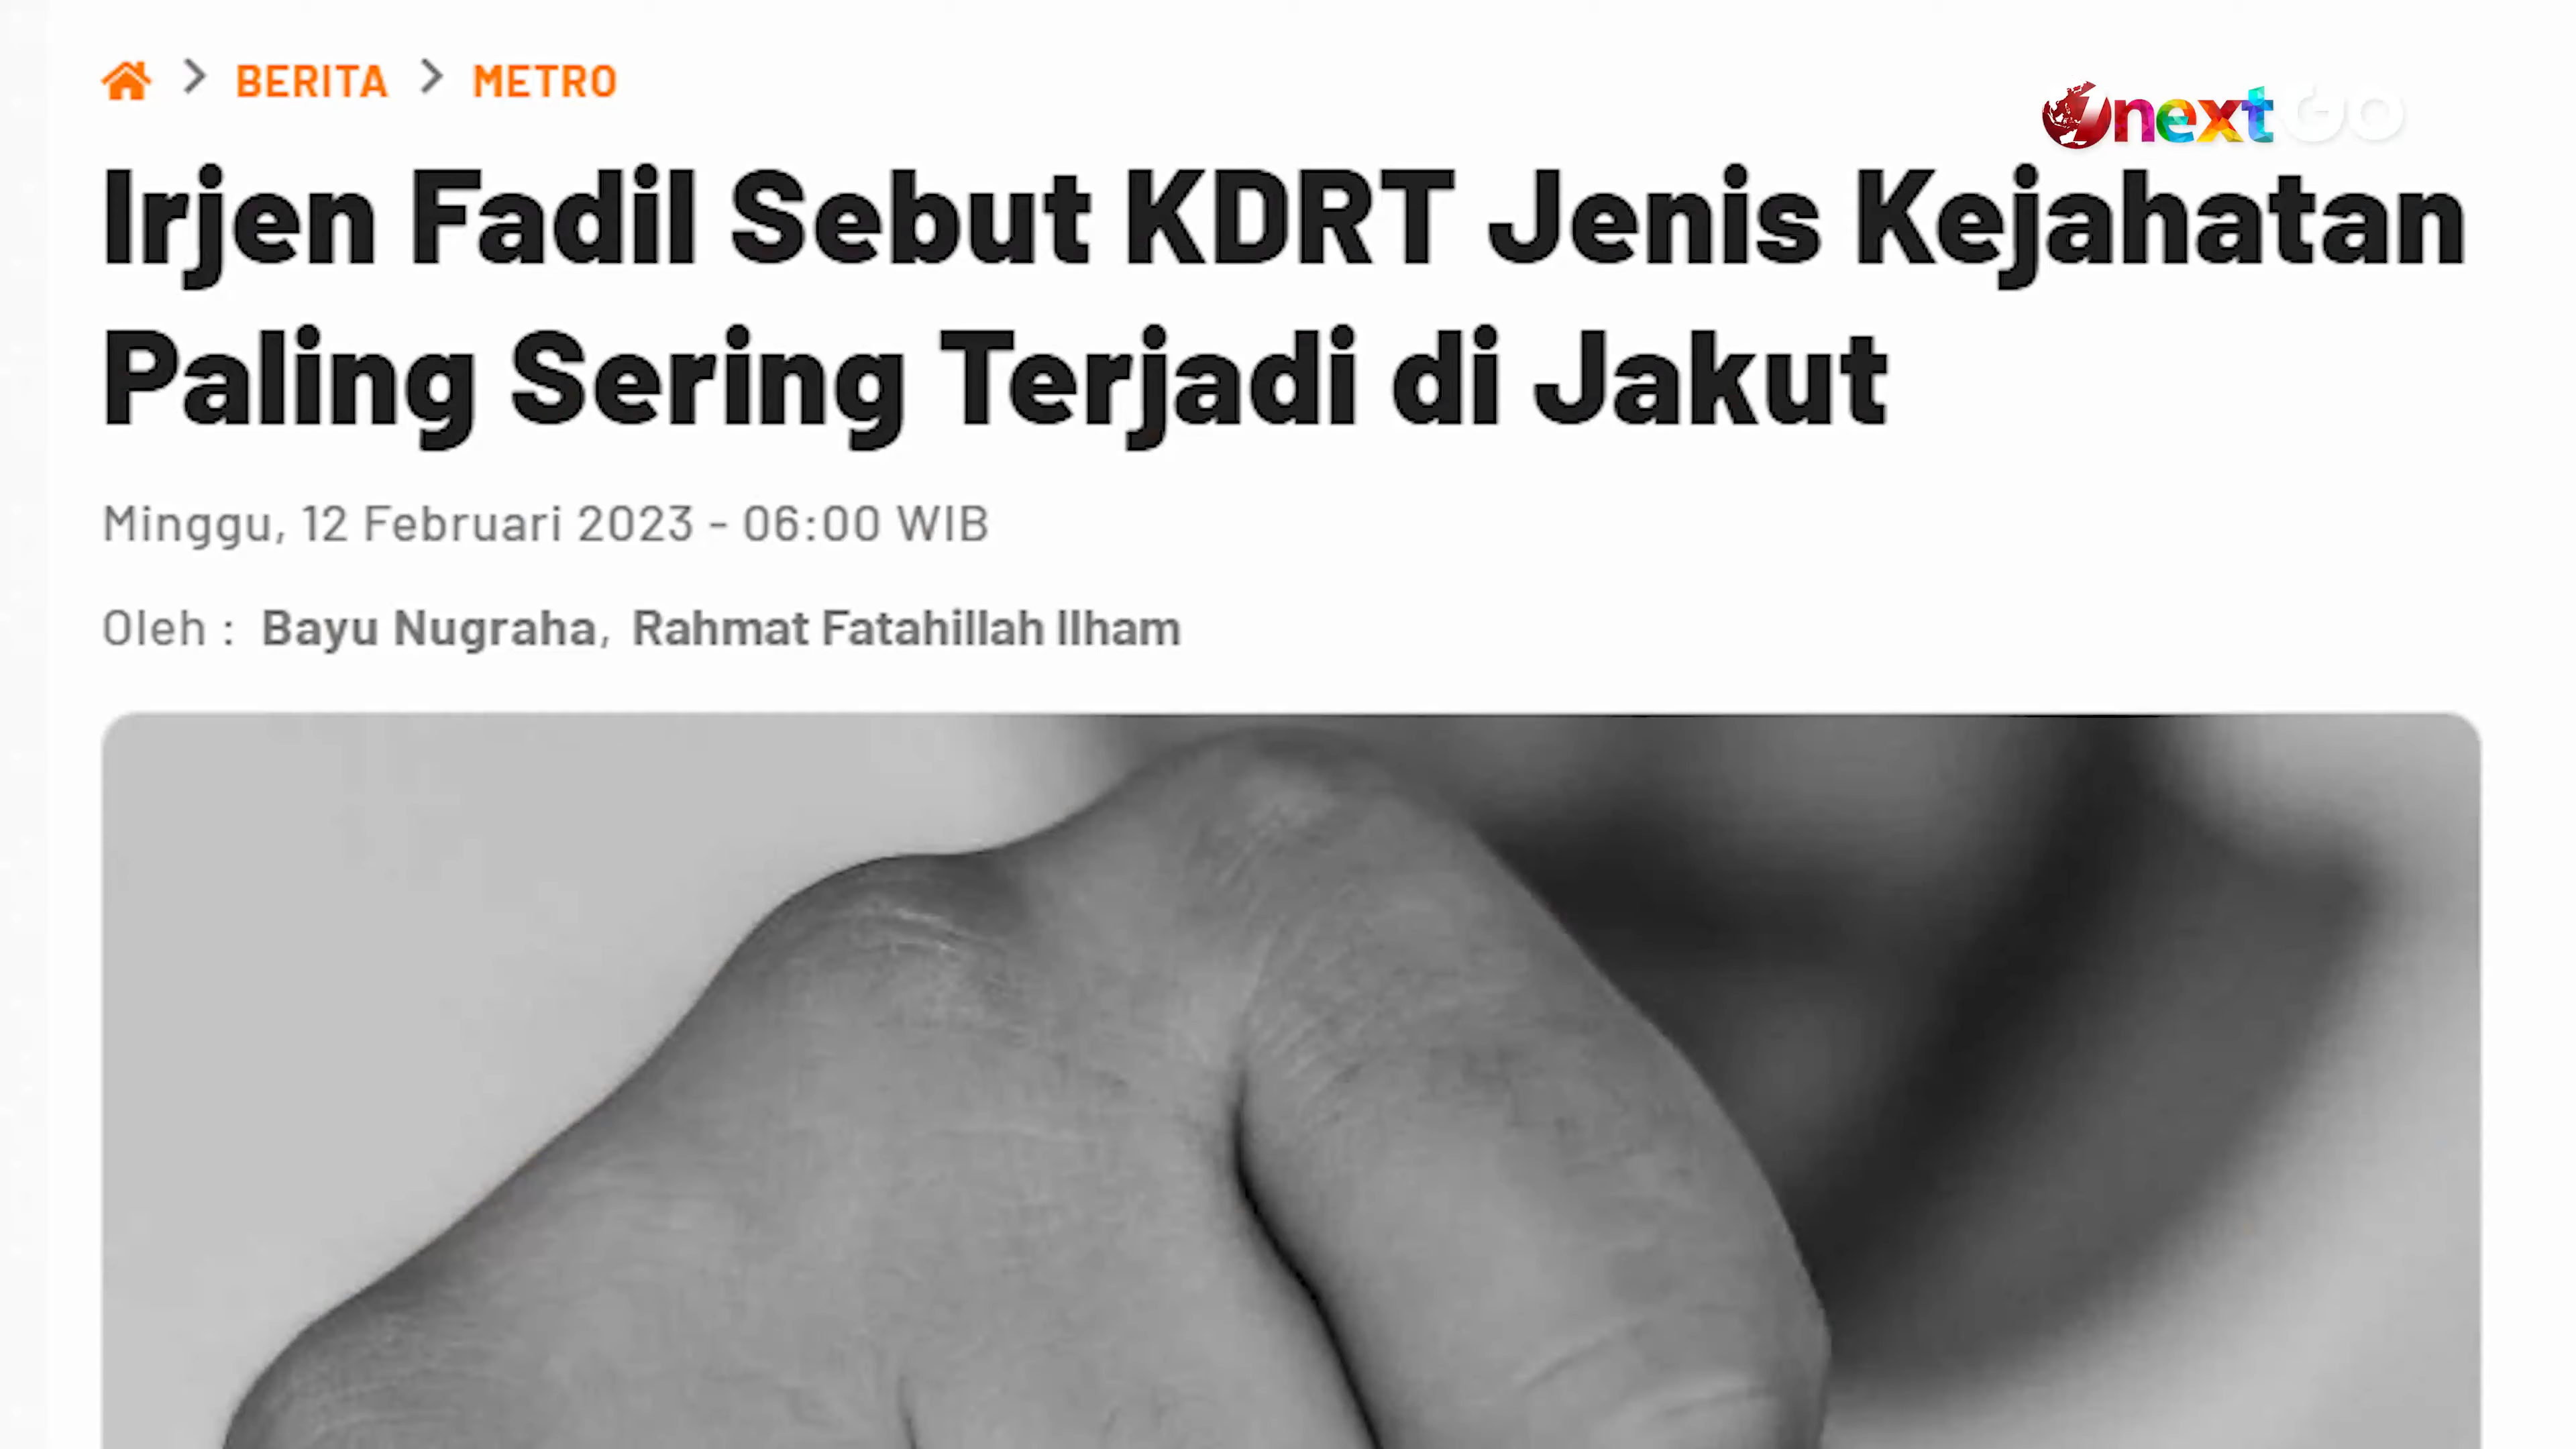 BERITA > METRO
1nextGO
Irjen Fadil Sebut KDRT Jenis Kejahatan
Paling Sering Terjadi di Jakut
Minggu, 12 Februari 2023 - 06:00 WIB
Oleh : Bayu Nugraha, Rahmat Fatahillah Ilham